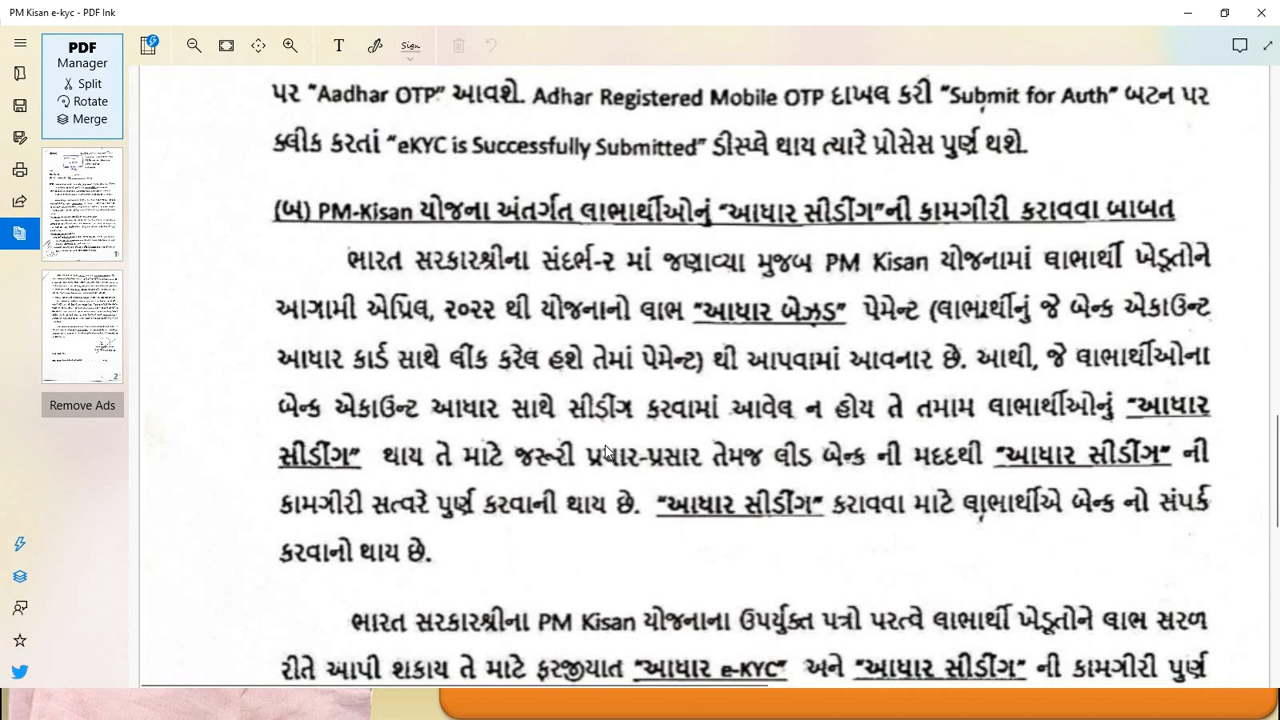 PM Kisan e-kyc - PDF Ink
PDF
Manager
Split
Rotate
Merge
Sign
1
2
Remove Ads
પર "Aadhar OTP" આવશે. Adhar Registered Mobile OTP દાખલ કરી "Submit for Auth" બટન પર
ક્લીક કરતાં "eKYC is Successfully Submitted" ડીસ્પ્લે થાય ત્યારે પ્રોસેસ પુર્ણ થશે.
(બ) PM-Kisan યોજના અંતર્ગત લાભાર્થીઓનું "આધાર સીડીંગ"ની કામગીરી કરાવવા બાબત
ભારત સરકારશ્રીના સંદર્ભ-૨ માં જણાવ્યા મુજબ PM Kisan યોજનામાં લાભાર્થી ખેડૂતોને
આગામી એપ્રિલ, ૨૦૨૨ થી યોજનાનો લાભ "આધાર બેઝડ" પેમેન્ટ (લાભાર્થીનું જે બેન્ક એકાઉન્ટ
આધાર કાર્ડ સાથે લીંક કરેલ હશે તેમાં પેમેન્ટ) થી આપવામાં આવનાર છે. આથી, જે લાભાર્થીઓના
બેન્ક એકાઉન્ટ આધાર સાથે સીડીંગ કરવામાં આવેલ ન હોય તે તમામ લાભાર્થીઓનું "આધાર
સીડીંગ" થાય તે માટે જરૂરી પ્રચાર-પ્રસાર તેમજ લીડ બેન્ક ની મદદથી "આધાર સીડીંગ" ની
કામગીરી સત્વરે પુર્ણ કરવાની થાય છે. "આધાર સીડીંગ" કરાવવા માટે લાભાર્થીએ બેન્ક નો સંપર્ક
કરવાનો થાય છે.
ભારત સરકારશ્રીના PM Kisan યોજનાના ઉપર્યુક્ત પત્રો પરત્વે લાભાર્થી ખેડૂતોને લાભ સરળ
રીતે આપી શકાય તે માટે ફરજીયાત "આધાર e-KYC" અને "આધાર સીડીંગ" ની કામગીરી પુર્ણ